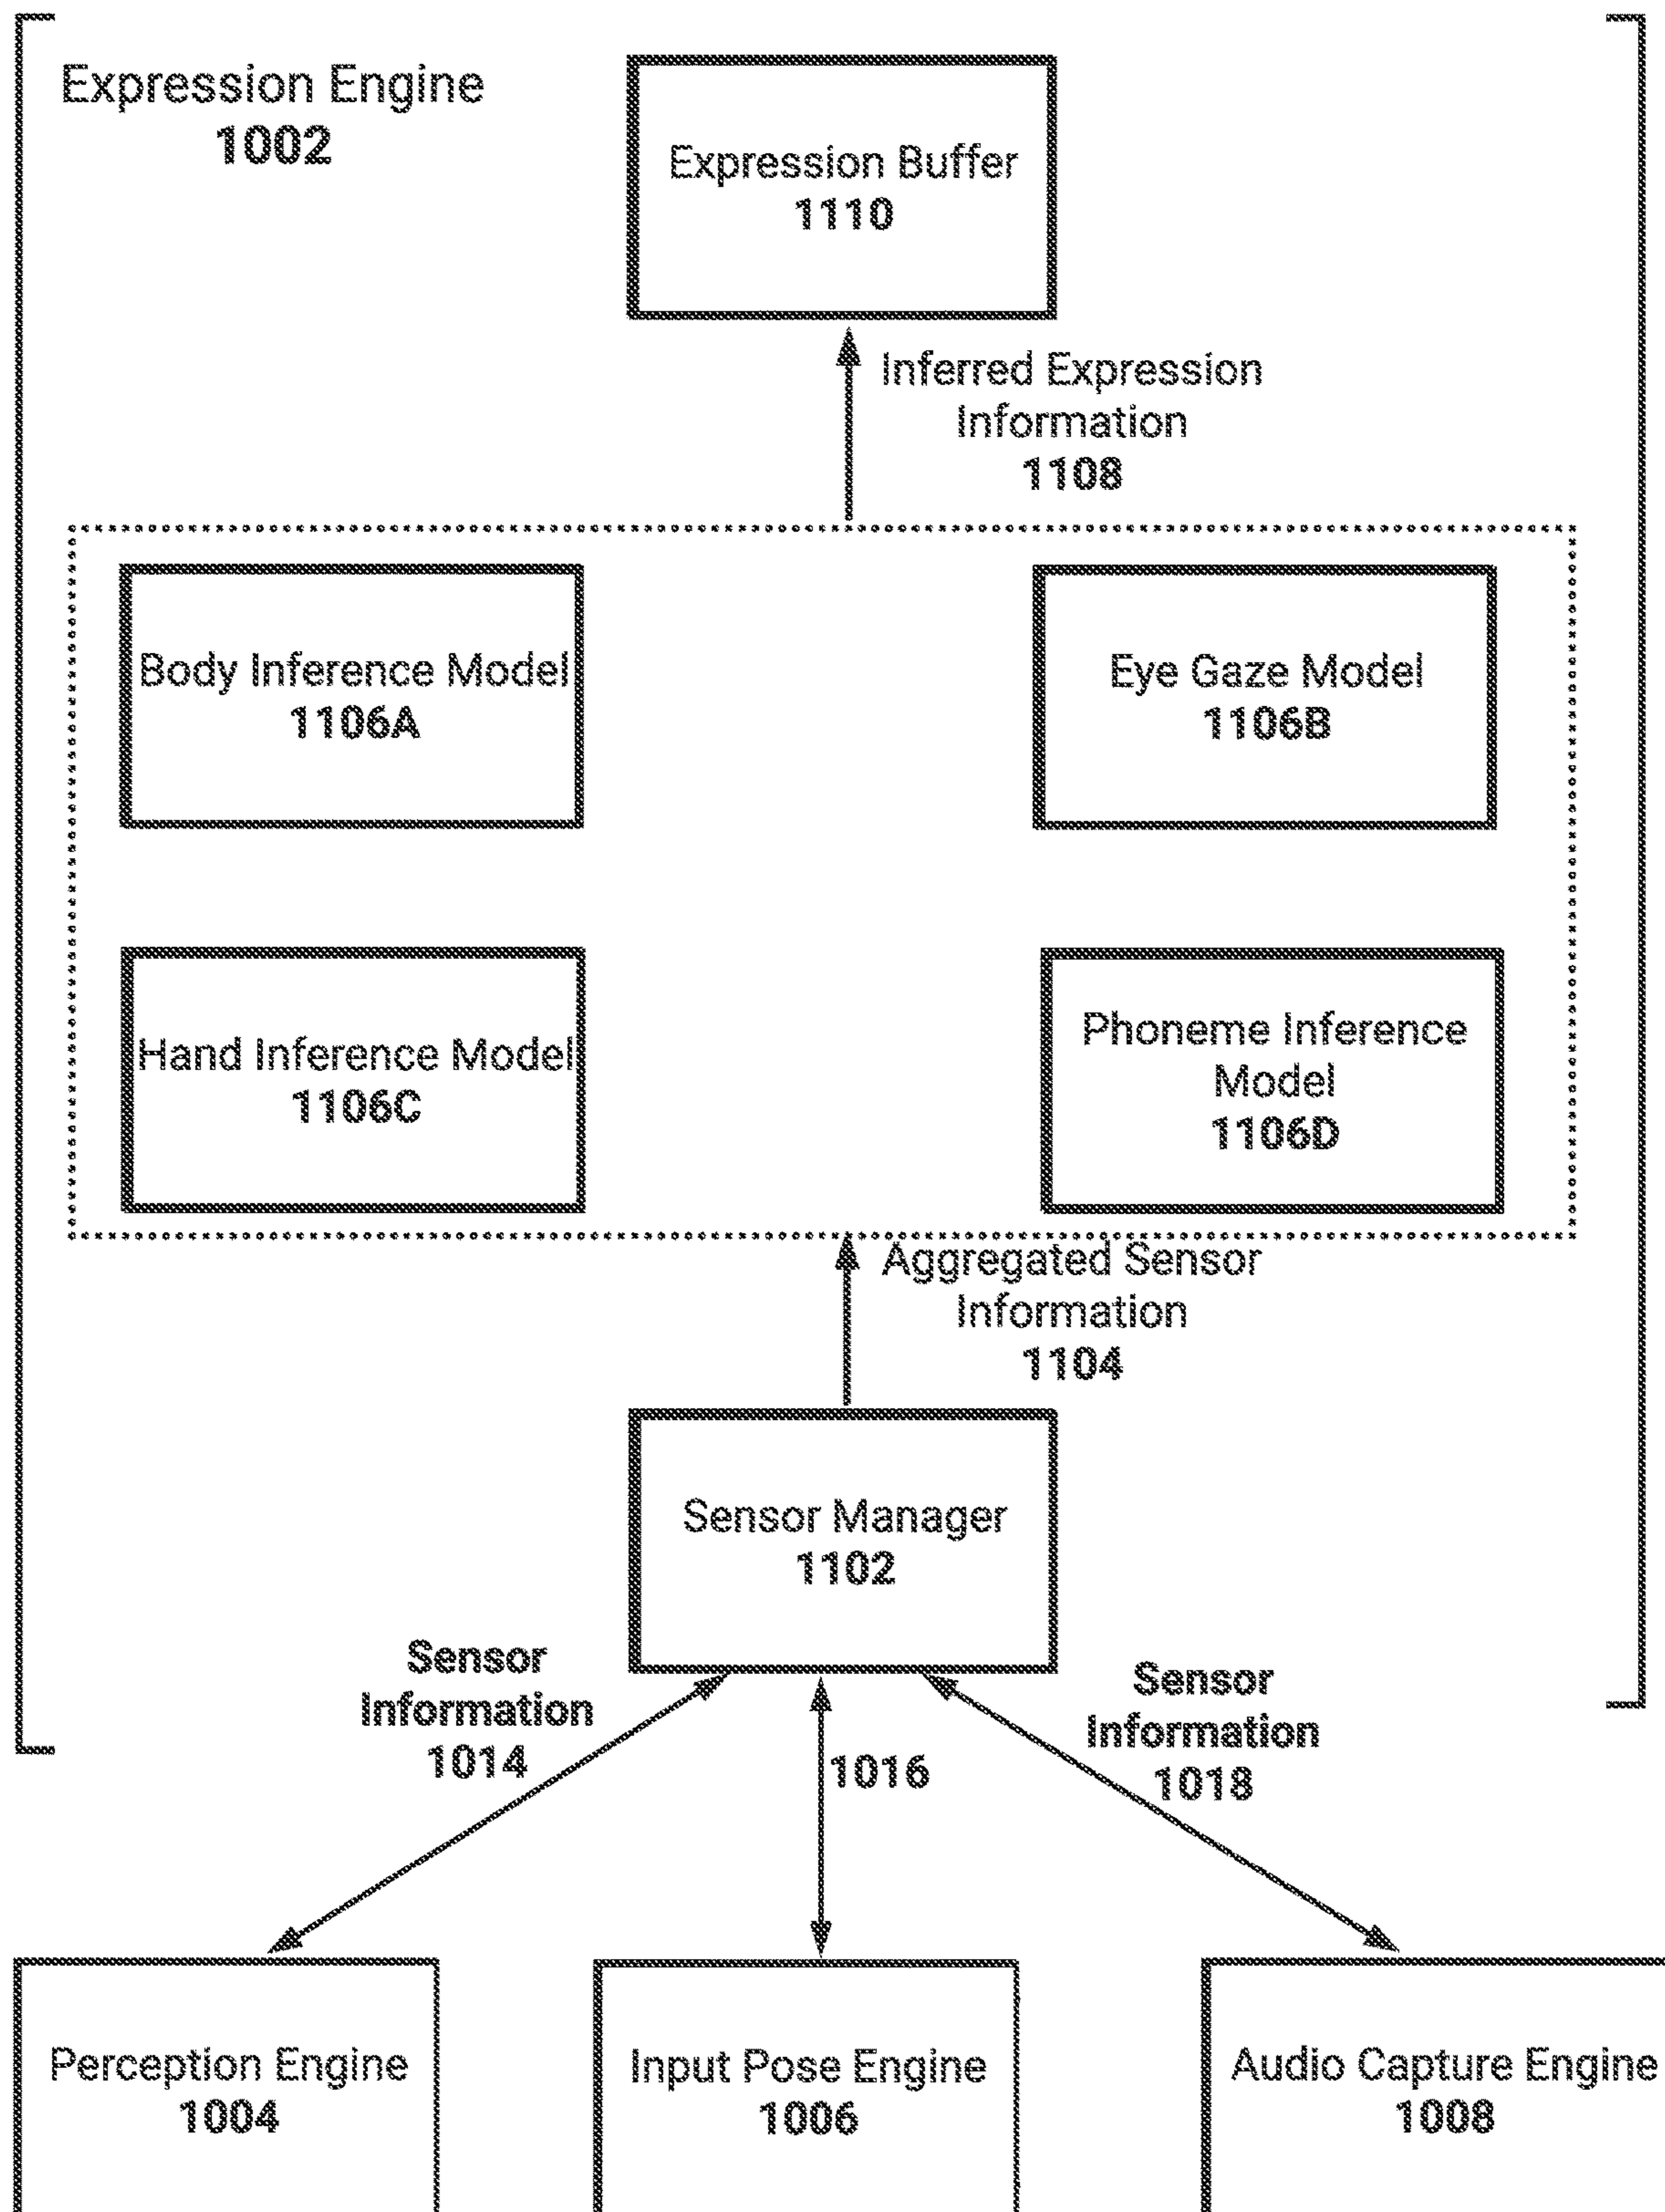 Expression Engine
1002
Expression Buffer
1110
Inferred Expression
Information
1108
Body Inference Model
1106A
Eye Gaze Model
1106B
Hand Inference Model
1106C
Phoneme Inference
Model
1106D
Aggregated Sensor
Information
1104
Sensor Manager
1102
Sensor
Information
1014
1016
Sensor
Information
1018
Perception Engine
1004
Input Pose Engine
1006
Audio Capture Engine
1008